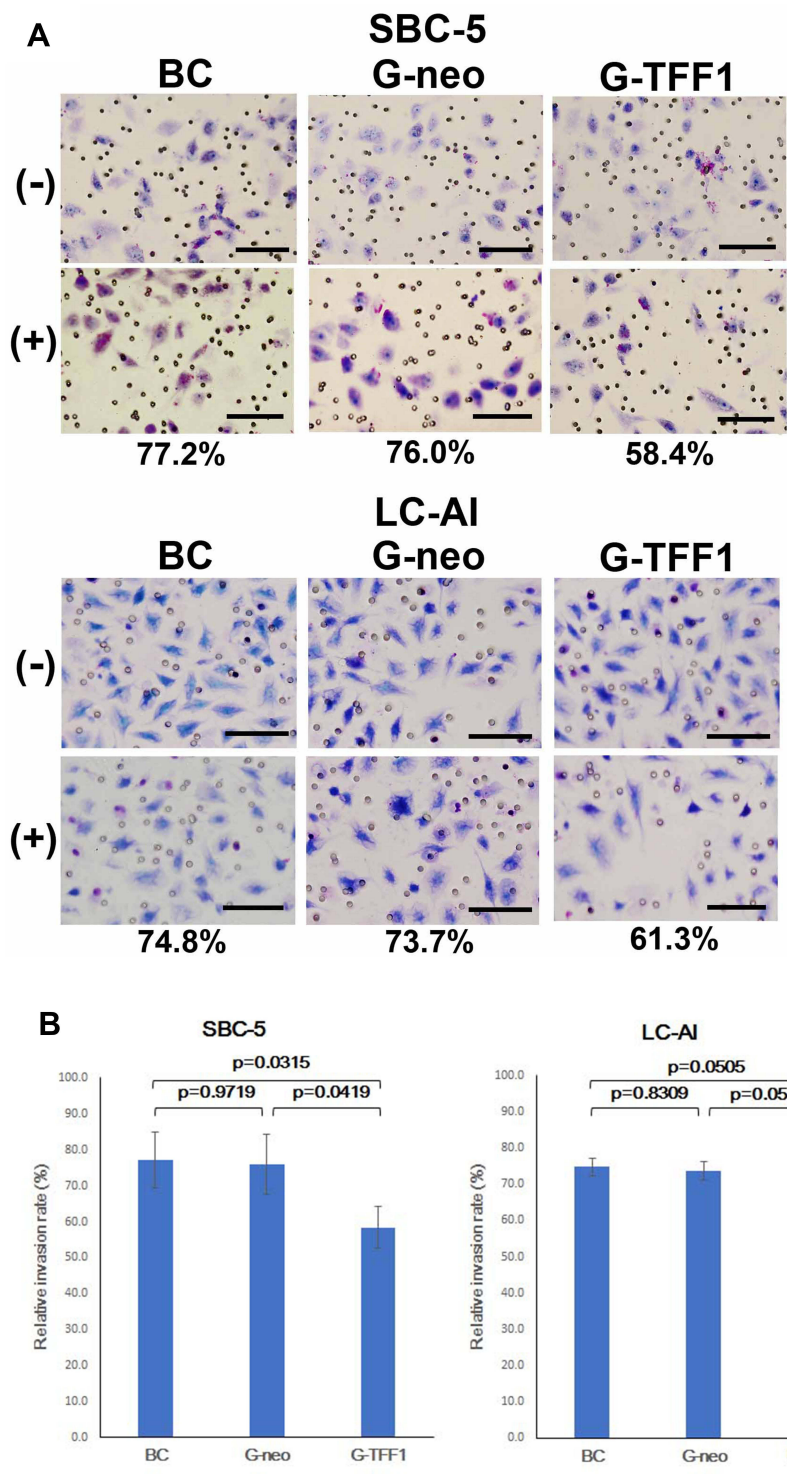 A
SBC-5
BC G-neo G-TFF1
(-)
(+)
77.2% 76.0% 58.4%
LC-AI
BC G-neo G-TFF1
(-)
(+)
74.8% 73.7% 61.3%
B
SBC-5
p=0.0315
p=0.9719 p=0.0419
Relative invasion rate (%)
100.0
90.0
80.0
70.0
60.0
50.0
40.0
30.0
20.0
10.0
0.0
BC G-neo G-TFF1
LC-AI
p=0.0505
p=0.8309 p=0.05
Relative invasion rate (%)
100.0
90.0
80.0
70.0
60.0
50.0
40.0
30.0
20.0
10.0
0.0
BC G-neo